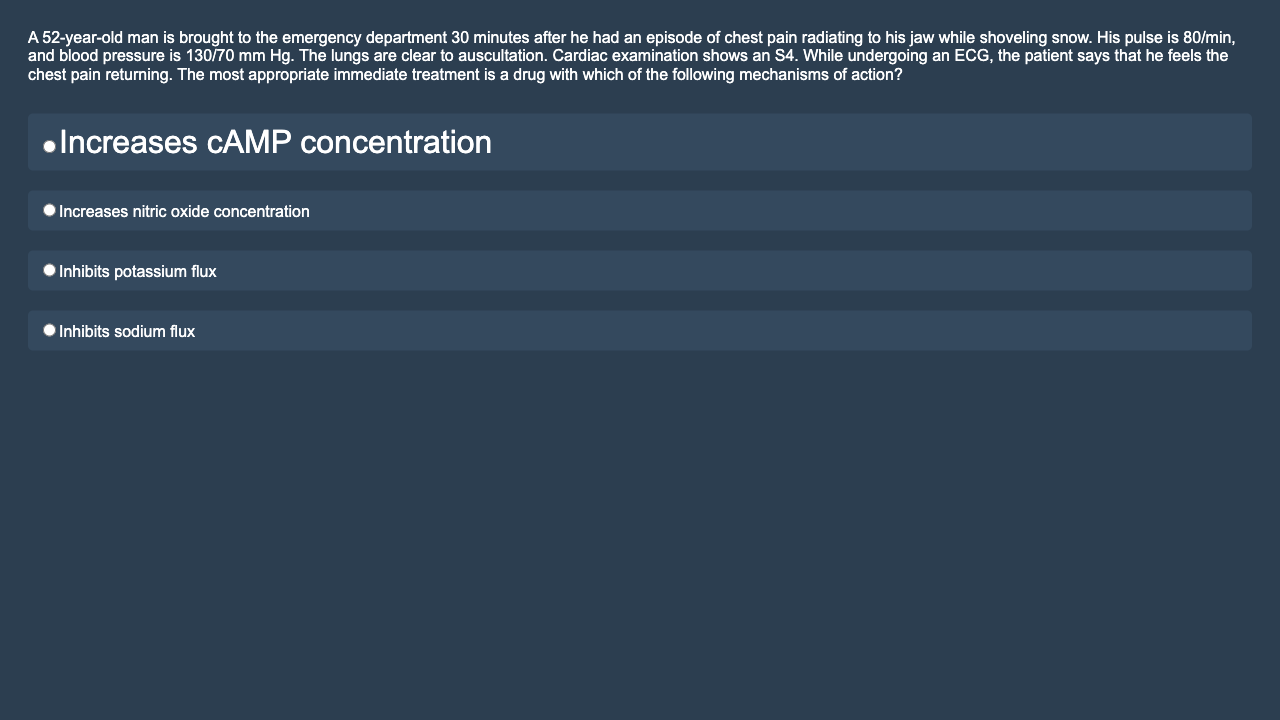 A 52-year-old man is brought to the emergency department 30 minutes after he had an episode of chest pain radiating to his jaw while shoveling snow. His pulse is 80/min,
and blood pressure is 130/70 mm Hg. The lungs are clear to auscultation. Cardiac examination shows an S4. While undergoing an ECG, the patient says that he feels the
chest pain returning. The most appropriate immediate treatment is a drug with which of the following mechanisms of action?
Increases cAMP concentration
Increases nitric oxide concentration
Inhibits potassium flux
Inhibits sodium flux